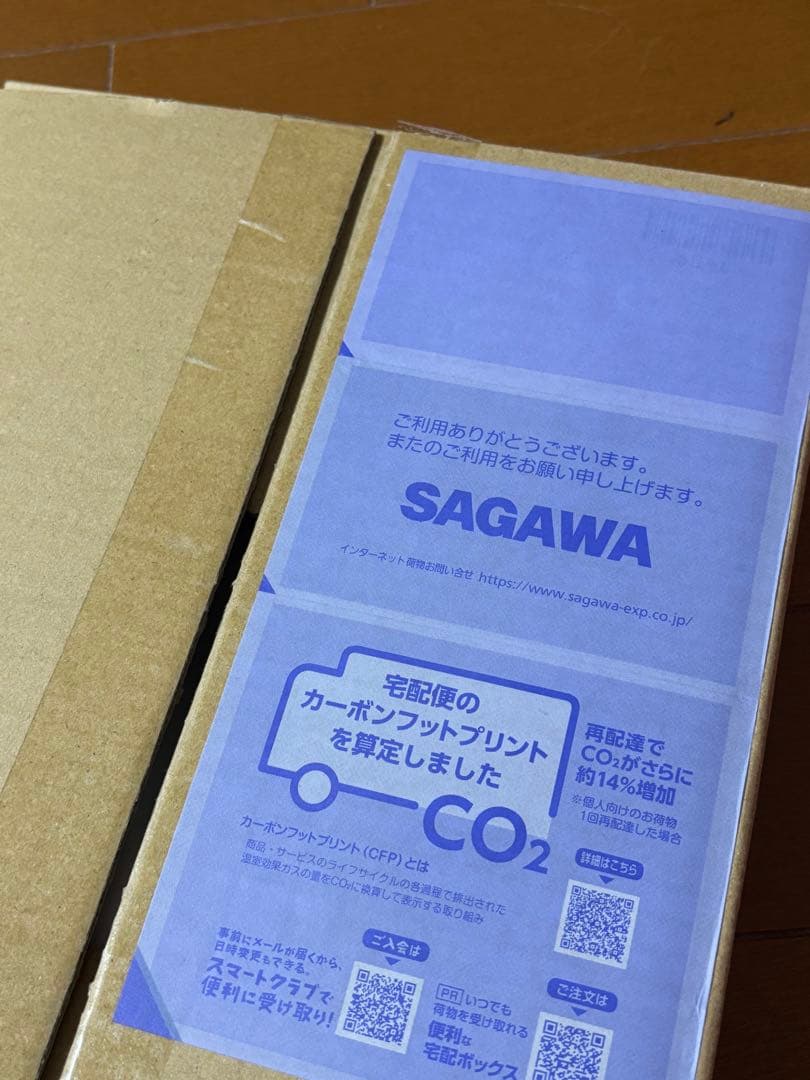 ご利用ありがとうございます。
またのご利用をお願い申し上げます。
SAGAWA
インターネット荷物お問い合せ https://www.sagawa-exp.co.jp/
宅配便の
カーボンフットプリント
を算定しました
CO₂
再配達で
CO₂がさらに
約14%増加
※個人向けのお荷物
1回再配達した場合
カーボンフットプリント(CFP)とは
商品・サービスのライフサイクルの各過程で排出された
温室効果ガスの量をCO₂に換算して表示する取り組み
詳細はこちら
事前にメールが届くから、
日時変更もできる。
スマートクラブで
便利に受け取り!
ご入会は
PR いつでも
荷物を受け取れる
便利な
宅配ボックス
ご注文は